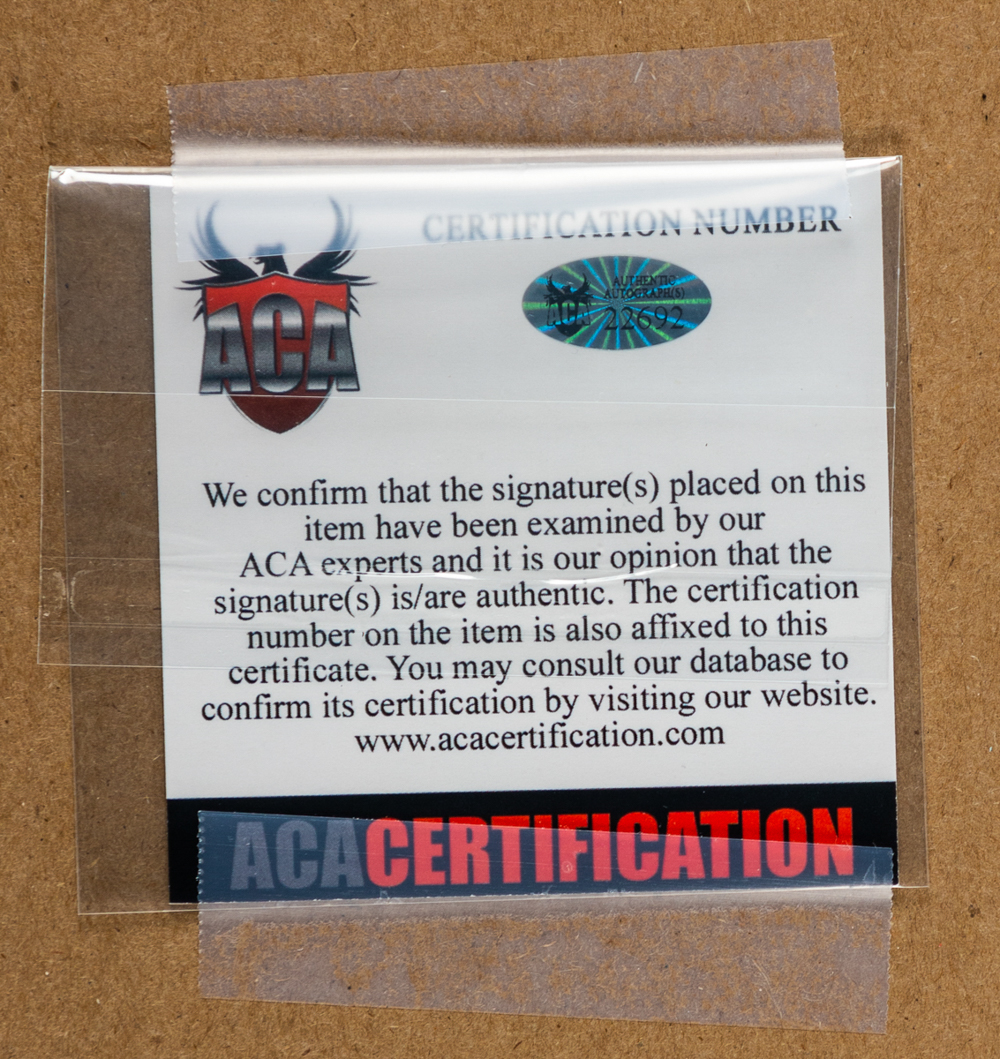 CERTIFICATION NUMBER
AUTHENTIC
AUTOGRAPH(S)
ACA 22692
ACA
We confirm that the signature(s) placed on this
item have been examined by our
ACA experts and it is our opinion that the
signature(s) is/are authentic. The certification
number on the item is also affixed to this
certificate. You may consult our database to
confirm its certification by visiting our website.
www.acacertification.com
ACACERTIFICATION